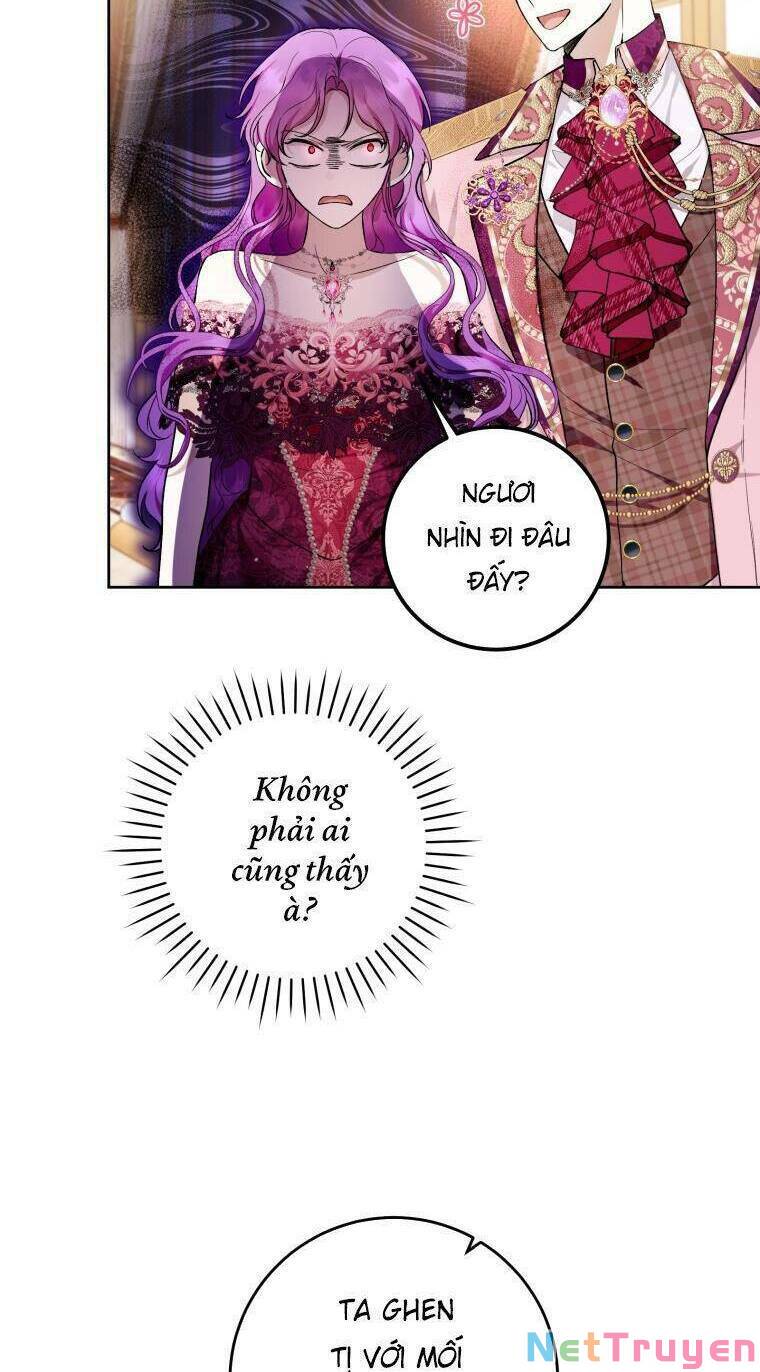 NGƯƠI
NHÌN ĐI ĐÂU
ĐẤY?
Không
phải ai
cũng thấy
à?
TA GHEN
TỊ VỚI MỐI
NetTruyen